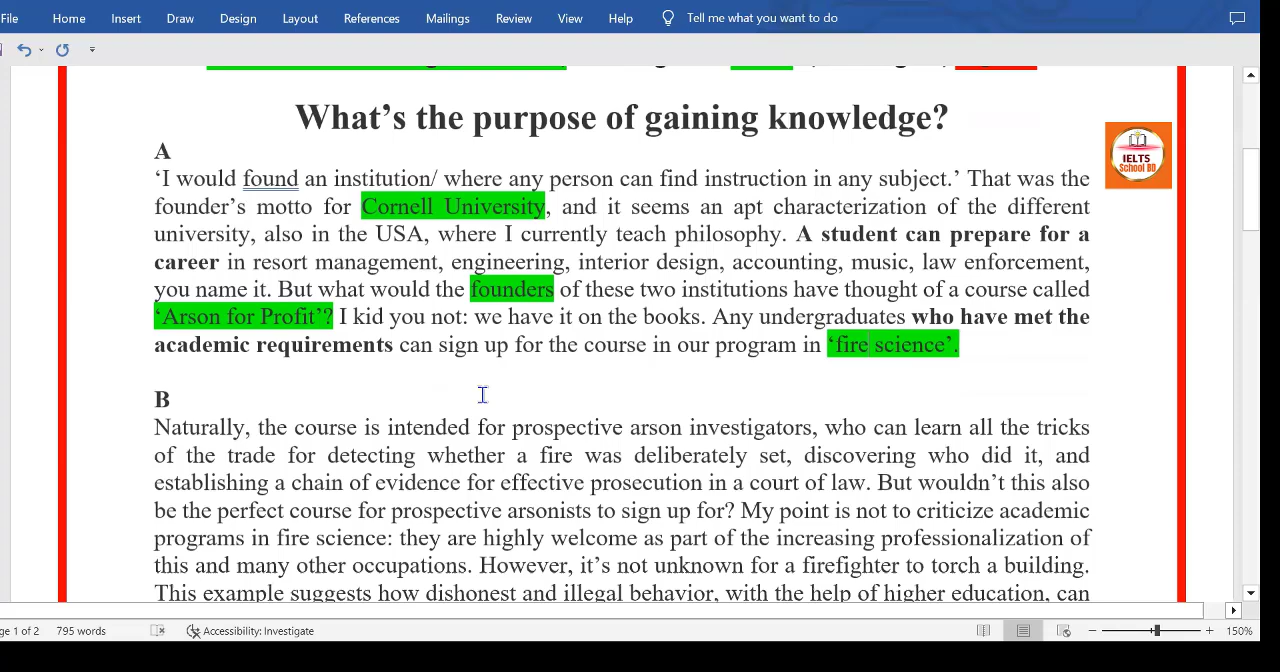 File Home Insert Draw Design Layout References Mailings Review View Help Tell me what you want to do
What's the purpose of gaining knowledge?
IELTS
School BD
A
‘I would found an institution/ where any person can find instruction in any subject.’ That was the
founder’s motto for Cornell University, and it seems an apt characterization of the different
university, also in the USA, where I currently teach philosophy. A student can prepare for a
career in resort management, engineering, interior design, accounting, music, law enforcement,
you name it. But what would the founders of these two institutions have thought of a course called
‘Arson for Profit’? I kid you not: we have it on the books. Any undergraduates who have met the
academic requirements can sign up for the course in our program in ‘fire science’.
B
Naturally, the course is intended for prospective arson investigators, who can learn all the tricks
of the trade for detecting whether a fire was deliberately set, discovering who did it, and
establishing a chain of evidence for effective prosecution in a court of law. But wouldn’t this also
be the perfect course for prospective arsonists to sign up for? My point is not to criticize academic
programs in fire science: they are highly welcome as part of the increasing professionalization of
this and many other occupations. However, it’s not unknown for a firefighter to torch a building.
This example suggests how dishonest and illegal behavior, with the help of higher education, can
ge 1 of 2 795 words Accessibility: Investigate 150%